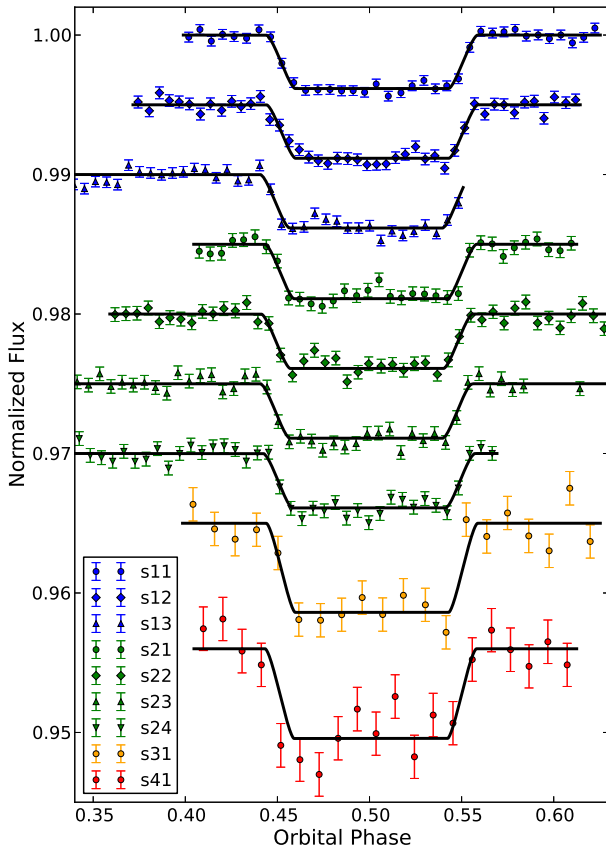 1.00
0.99
0.98
0.97
0.96
0.95
Normalized Flux
s11
s12
s13
s21
s22
s23
s24
s31
s41
0.35 0.40 0.45 0.50 0.55 0.60
Orbital Phase